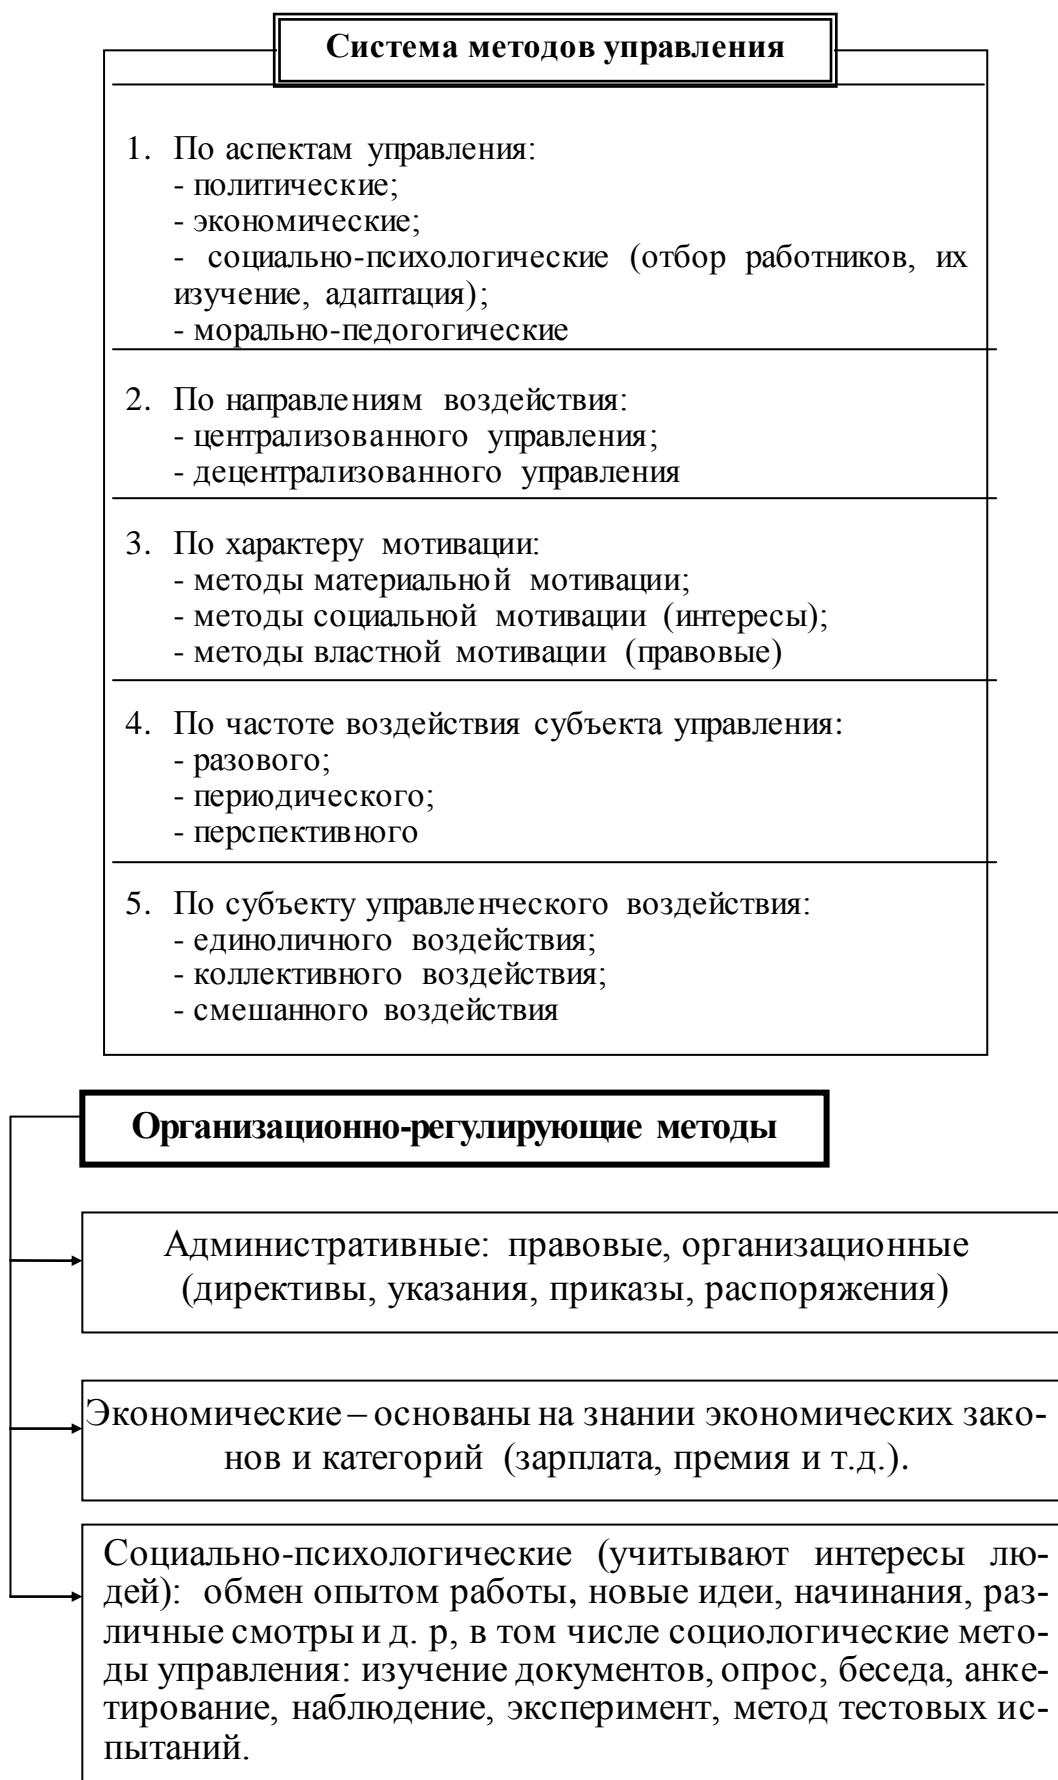 Система методов управления
1. По аспектам управления:
- политические;
- экономические;
- социально-психологические (отбор работников, их
изучение, адаптация);
- морально-педогогические
2. По направлениям воздействия:
- централизованного управления;
- децентрализованного управления
3. По характеру мотивации:
- методы материальной мотивации;
- методы социальной мотивации (интересы);
- методы властной мотивации (правовые)
4. По частоте воздействия субъекта управления:
- разового;
- периодического;
- перспективного
5. По субъекту управленческого воздействия:
- единоличного воздействия;
- коллективного воздействия;
- смешанного воздействия
Организационно-регулирующие методы
Административные: правовые, организационные
(директивы, указания, приказы, распоряжения)
Экономические – основаны на знании экономических зако-
нов и категорий (зарплата, премия и т.д.).
Социально-психологические (учитывают интересы лю-
дей): обмен опытом работы, новые идеи, начинания, раз-
личные смотры и д. р, в том числе социологические мето-
ды управления: изучение документов, опрос, беседа, анке-
тирование, наблюдение, эксперимент, метод тестовых ис-
пытаний.